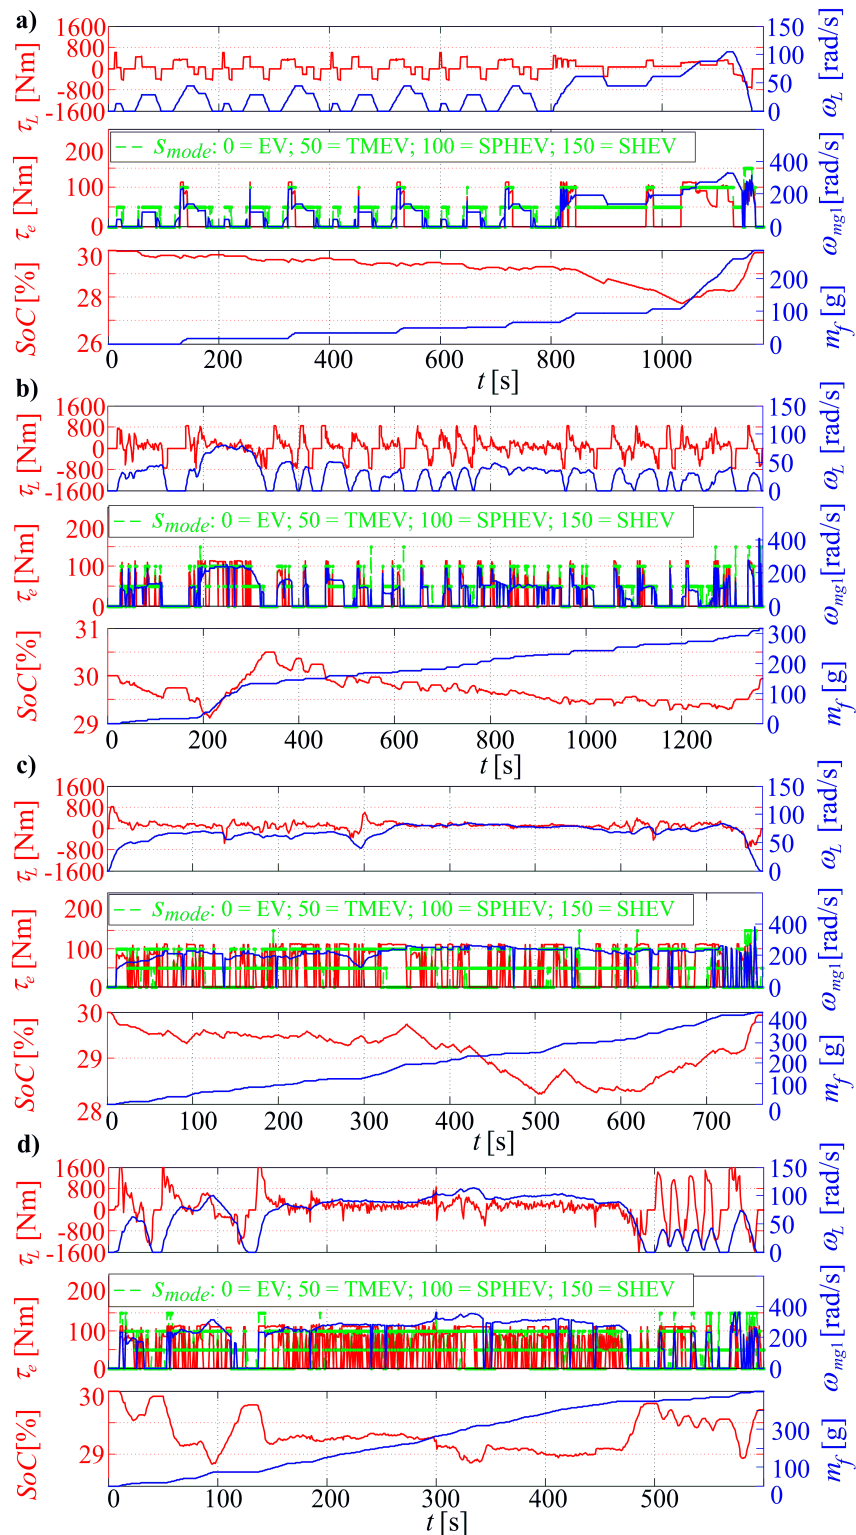 a)
1600
800
0
-800
-1600
τL [Nm]
150
100
50
0
ωL [rad/s]
smode: 0 = EV; 50 = TMEV; 100 = SPHEV; 150 = SHEV
200
100
0
τe [Nm]
400
200
0
ωmg1[rad/s]
30
28
26
SoC [%]
200
100
0
mf [g]
0 200 400 600 800 1000
t [s]
b)
1600
800
0
-800
-1600
τL [Nm]
150
100
50
0
ωL [rad/s]
smode: 0 = EV; 50 = TMEV; 100 = SPHEV; 150 = SHEV
200
100
0
τe [Nm]
400
200
0
ωmg1[rad/s]
31
30
29
SoC[%]
300
200
100
0
mf [g]
0 200 400 600 800 1000 1200
t [s]
c)
1600
800
0
-800
-1600
τL [Nm]
150
100
50
0
ωL [rad/s]
smode: 0 = EV; 50 = TMEV; 100 = SPHEV; 150 = SHEV
200
100
0
τe [Nm]
400
200
0
ωmg1[rad/s]
30
29
28
SoC [%]
400
300
200
100
0
mf [g]
0 100 200 300 400 500 600 700
t [s]
d)
1600
800
0
-800
-1600
τL [Nm]
150
100
50
0
ωL [rad/s]
smode: 0 = EV; 50 = TMEV; 100 = SPHEV; 150 = SHEV
200
100
0
τe [Nm]
400
200
0
ωmg1[rad/s]
30
29
SoC[%]
400
300
200
100
0
mf [g]
0 100 200 300 400 500
t [s]